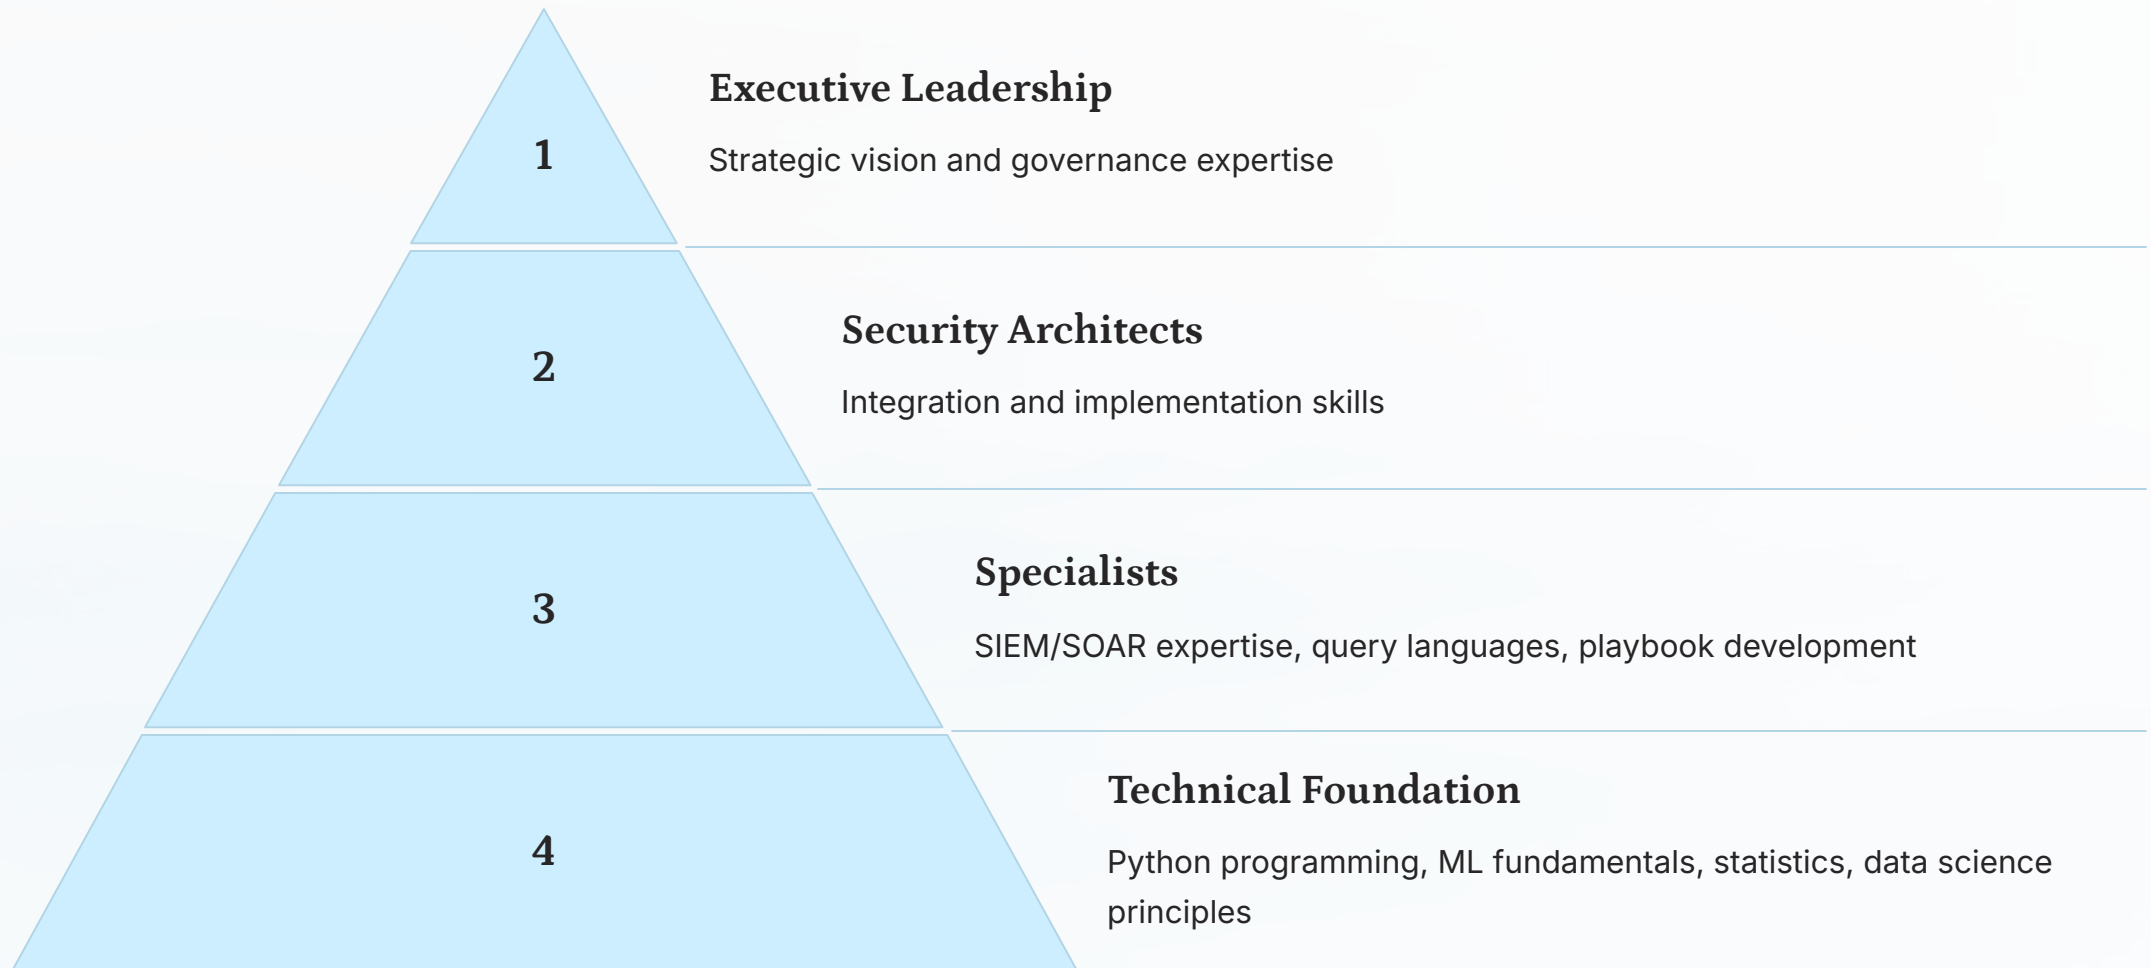 1
Executive Leadership
Strategic vision and governance expertise
2
Security Architects
Integration and implementation skills
3
Specialists
SIEM/SOAR expertise, query languages, playbook development
4
Technical Foundation
Python programming, ML fundamentals, statistics, data science
principles